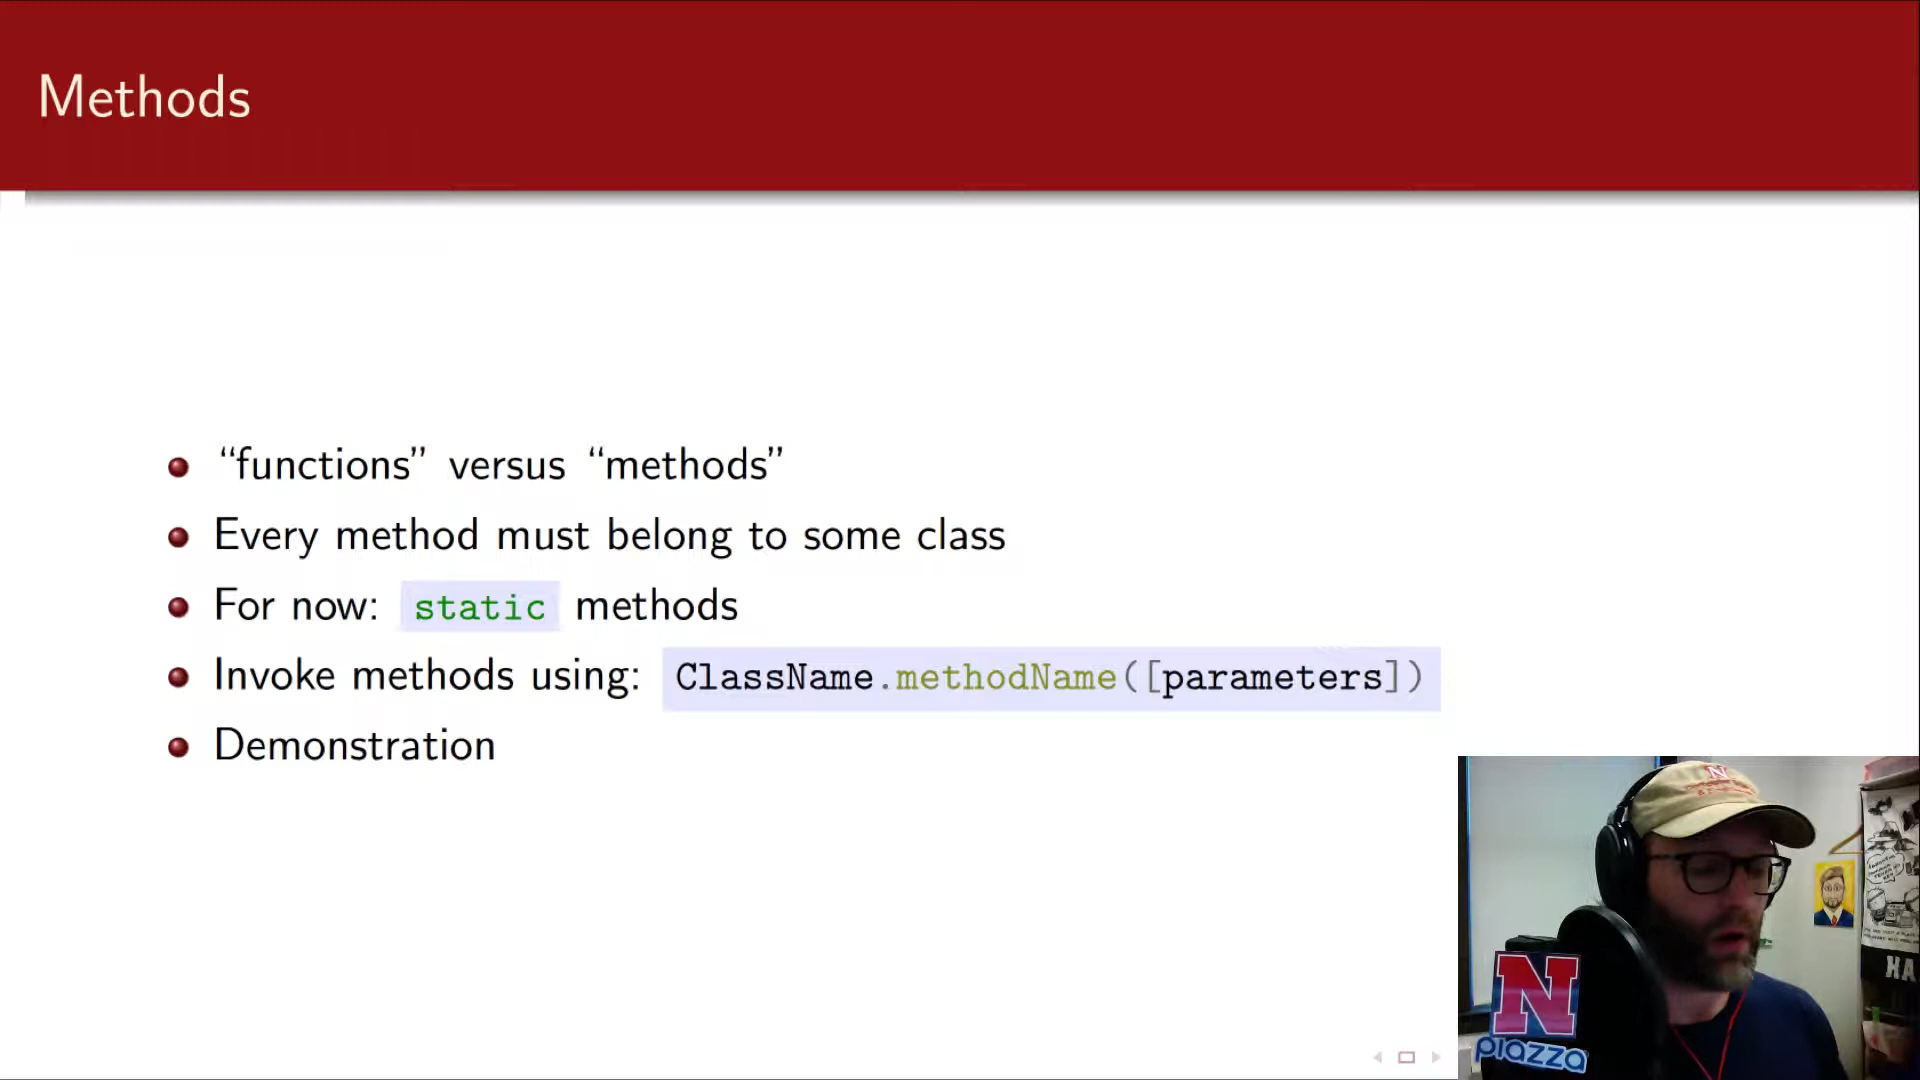 Methods
“functions” versus “methods”
Every method must belong to some class
For now: static methods
Invoke methods using: ClassName.methodName([parameters])
Demonstration
N
HA
N
piazza